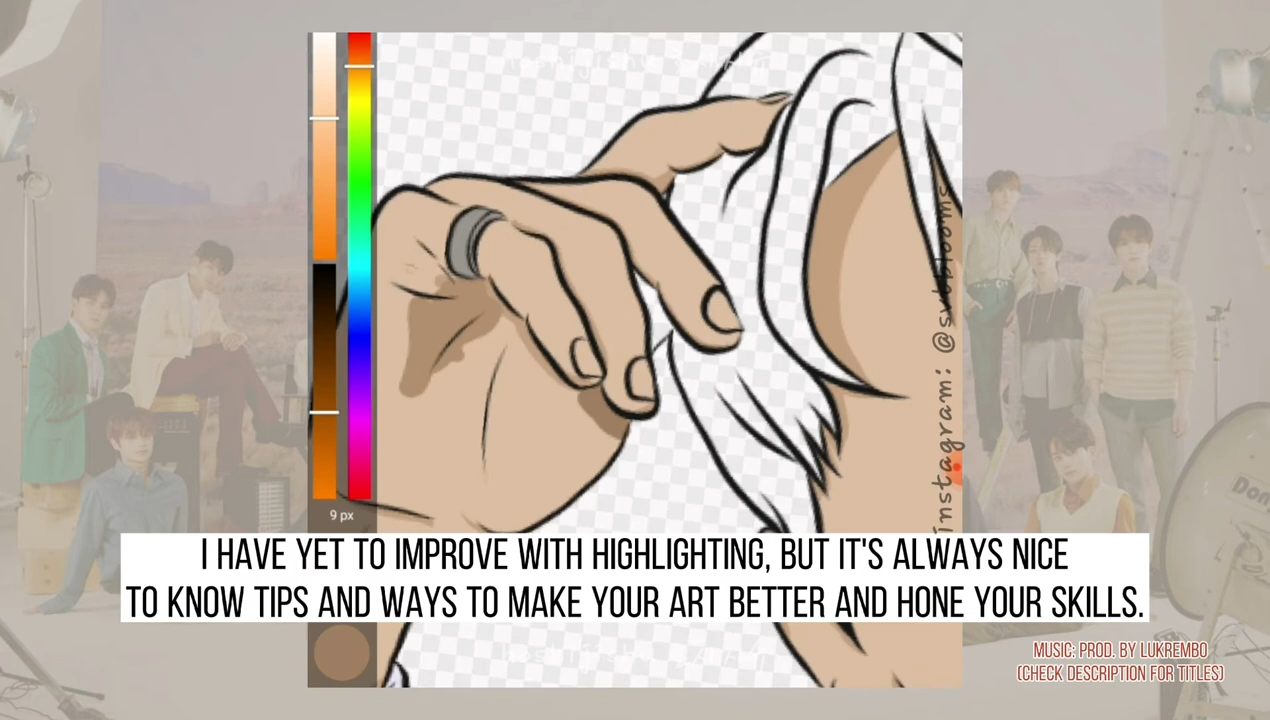 9 px
instagram: @subblooms
I HAVE YET TO IMPROVE WITH HIGHLIGHTING, BUT IT'S ALWAYS NICE
TO KNOW TIPS AND WAYS TO MAKE YOUR ART BETTER AND HONE YOUR SKILLS.
MUSIC: PROD. BY LUKREMBO
(CHECK DESCRIPTION FOR TITLES)